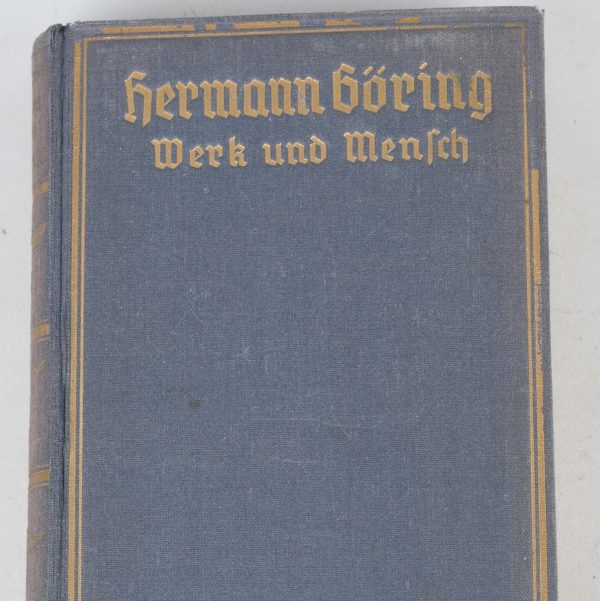 Hermann Göring
Werk und Menſch